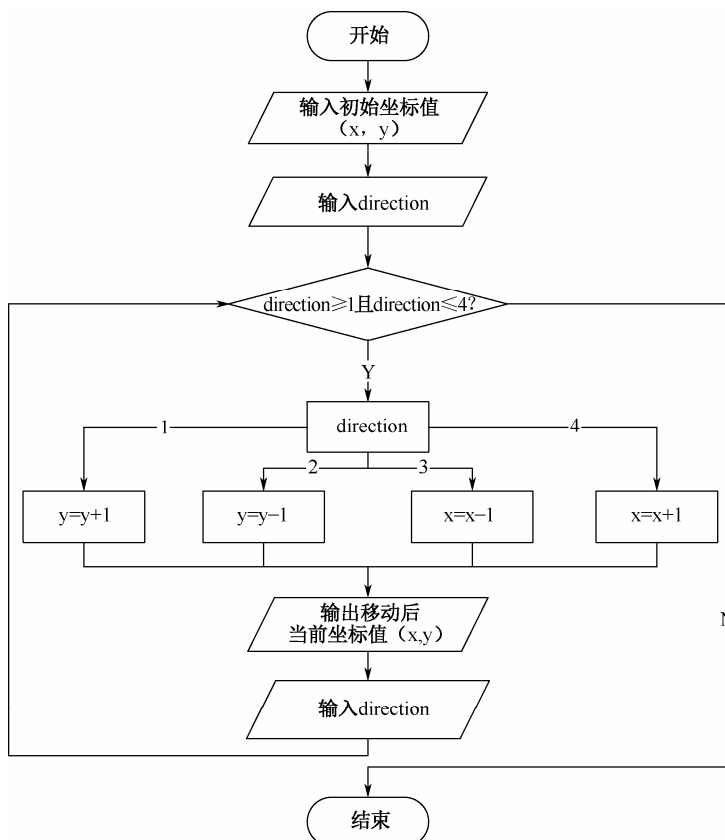 开始
输入初始坐标值
（x，y）
输入direction
direction≥1且direction≤4?
Y
direction
1
4
2
3
y=y+1
y=y−1
x=x−1
x=x+1
输出移动后
当前坐标值（x,y）
N
输入direction
结束